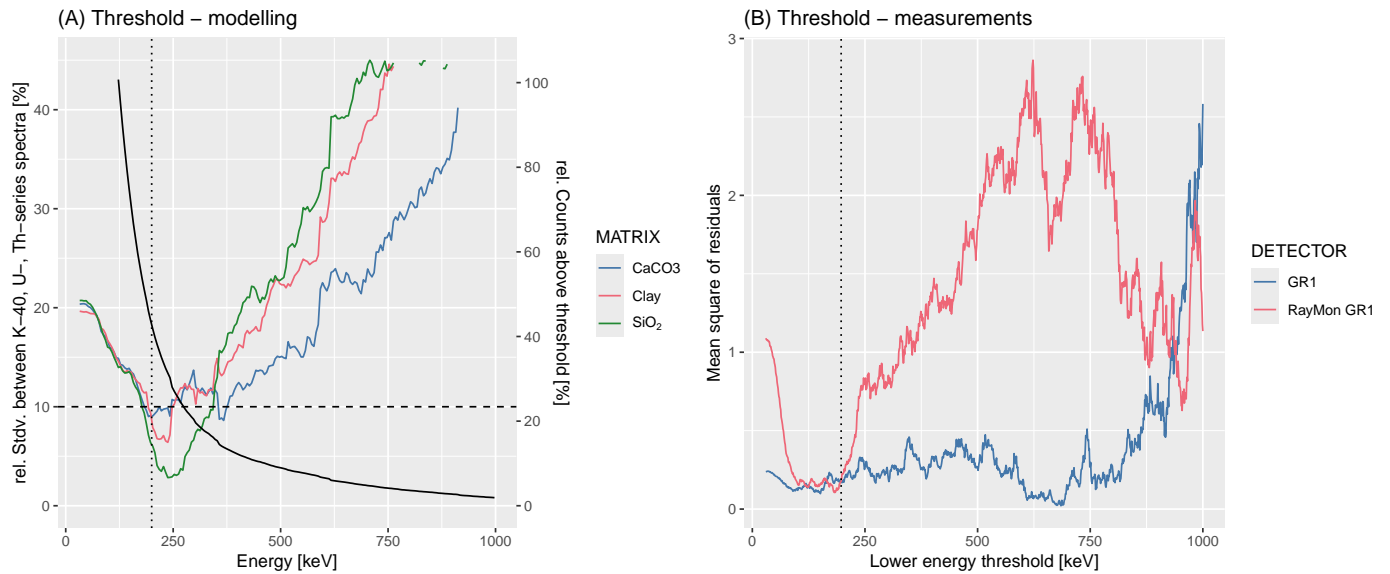 (A) Threshold − modelling
rel. Stdv. between K−40, U−, Th−series spectra [%]
40
30
20
10
0
100
80
60
40
20
0
rel. Counts above threshold [%]
0
250
500
750
1000
Energy [keV]
MATRIX
CaCO3
Clay
SiO₂
(B) Threshold − measurements
Mean square of residuals
3
2
1
0
0
250
500
750
1000
Lower energy threshold [keV]
DETECTOR
GR1
RayMon GR1